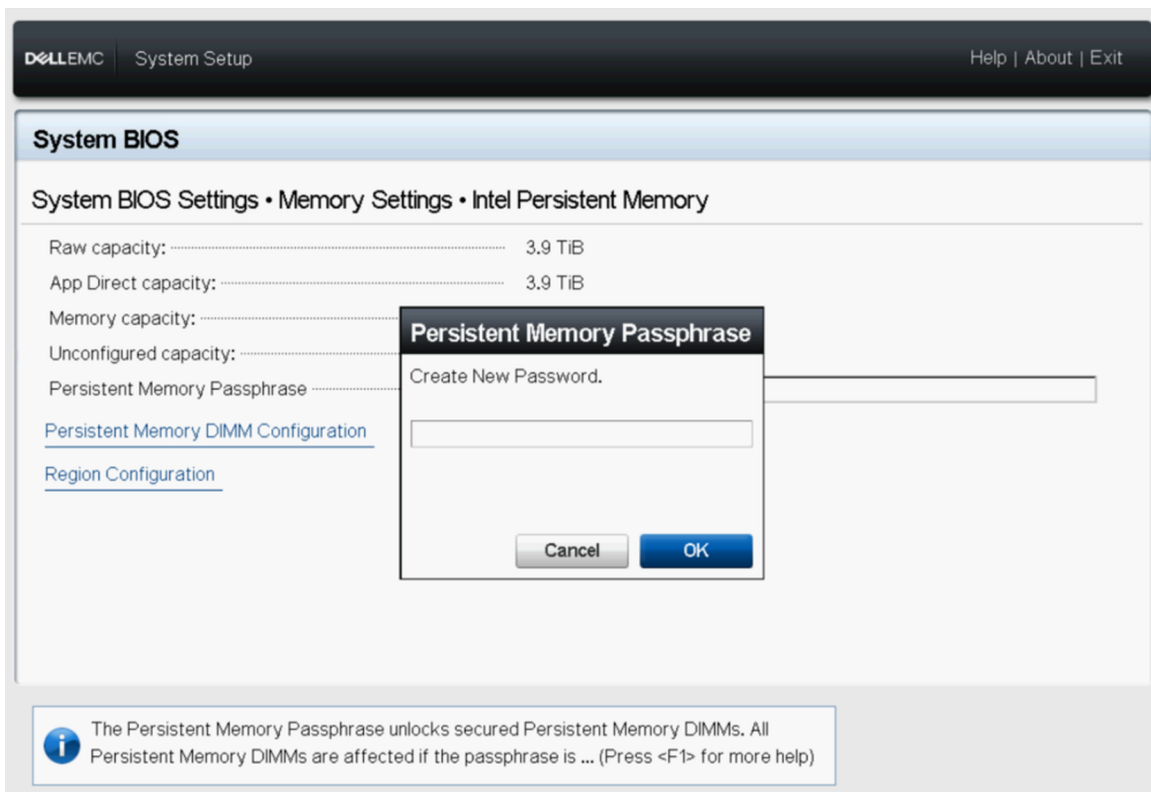 DELLEMC System Setup Help | About | Exit
System BIOS
System BIOS Settings • Memory Settings • Intel Persistent Memory
Raw capacity: 3.9 TiB
App Direct capacity: 3.9 TiB
Memory capacity:
Unconfigured capacity:
Persistent Memory Passphrase
Persistent Memory DIMM Configuration
Region Configuration
Persistent Memory Passphrase
Create New Password.
Cancel OK
The Persistent Memory Passphrase unlocks secured Persistent Memory DIMMs. All
Persistent Memory DIMMs are affected if the passphrase is ... (Press <F1> for more help)